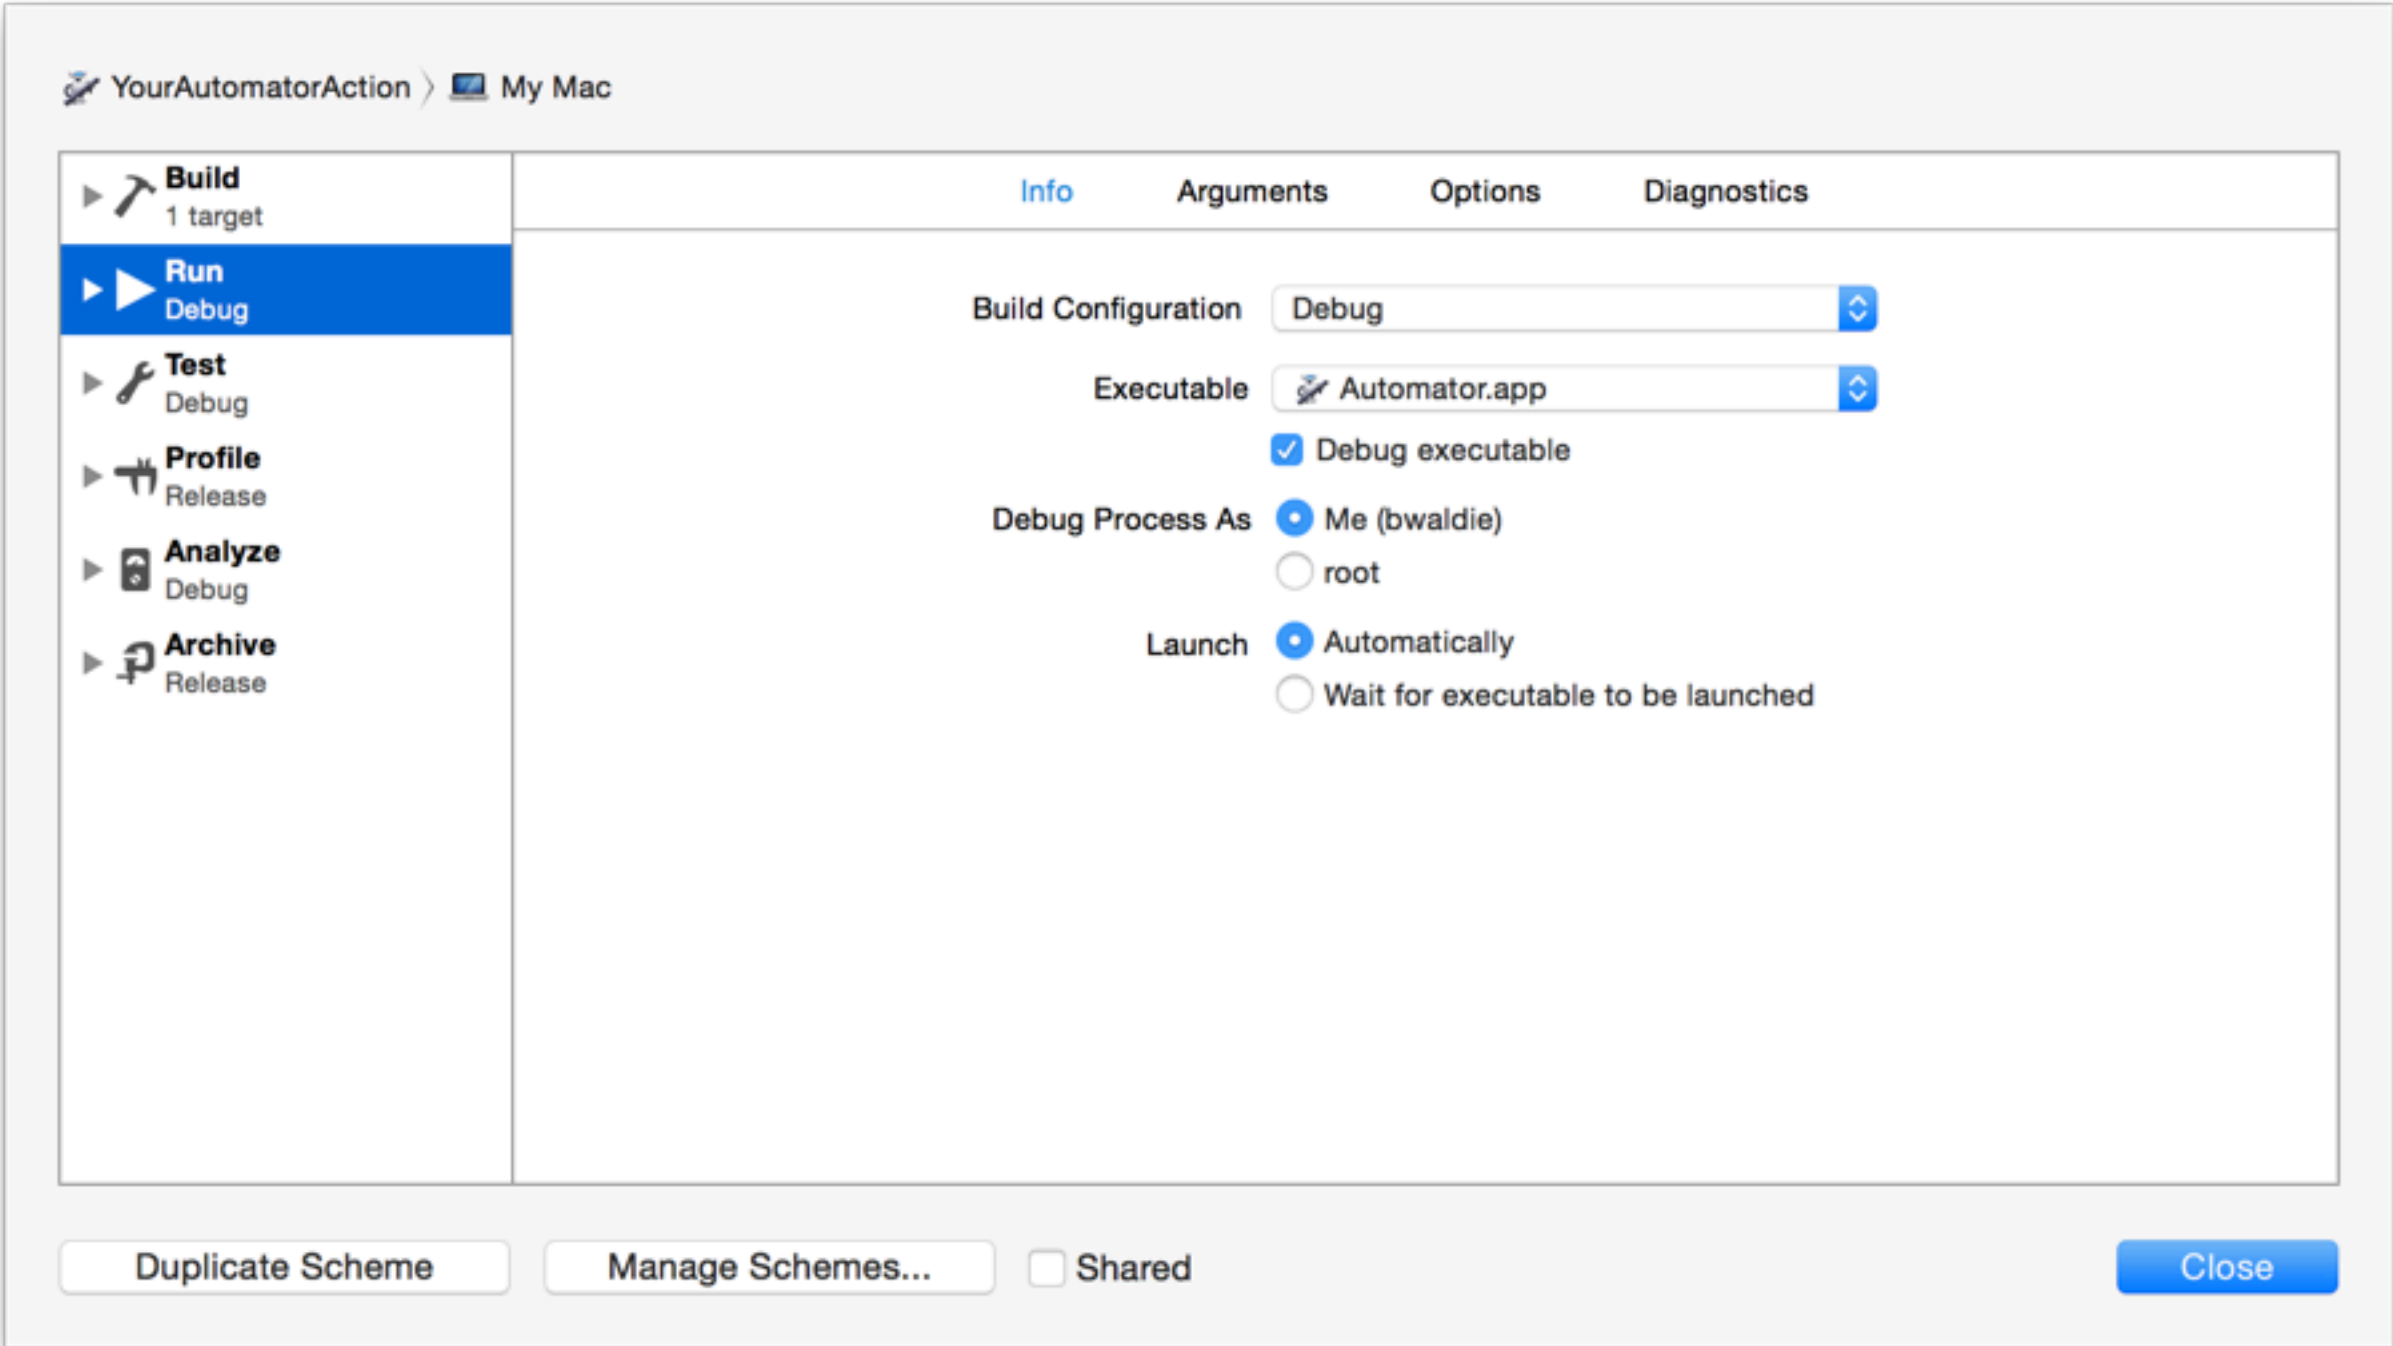 YourAutomatorAction My Mac
Build
1 target
Run
Debug
Test
Debug
Profile
Release
Analyze
Debug
Archive
Release
Info Arguments Options Diagnostics
Build Configuration Debug
Executable Automator.app
Debug executable
Debug Process As Me (bwaldie)
root
Launch Automatically
Wait for executable to be launched
Duplicate Scheme Manage Schemes... Shared Close